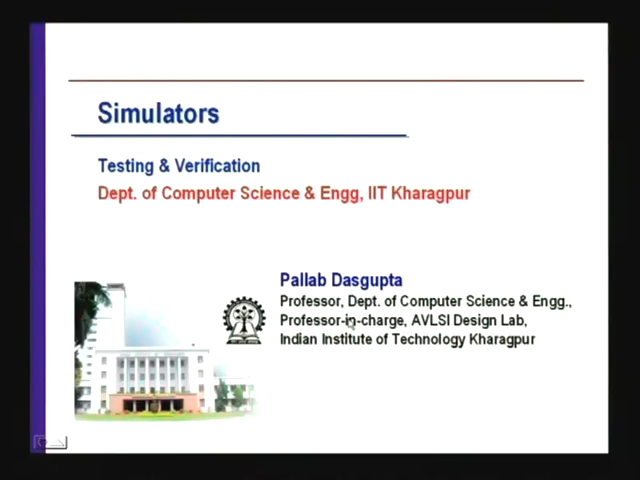 Simulators
Testing & Verification
Dept. of Computer Science & Engg, IIT Kharagpur
Pallab Dasgupta
Professor, Dept. of Computer Science & Engg.,
Professor-in-charge, AVLSI Design Lab,
Indian Institute of Technology Kharagpur